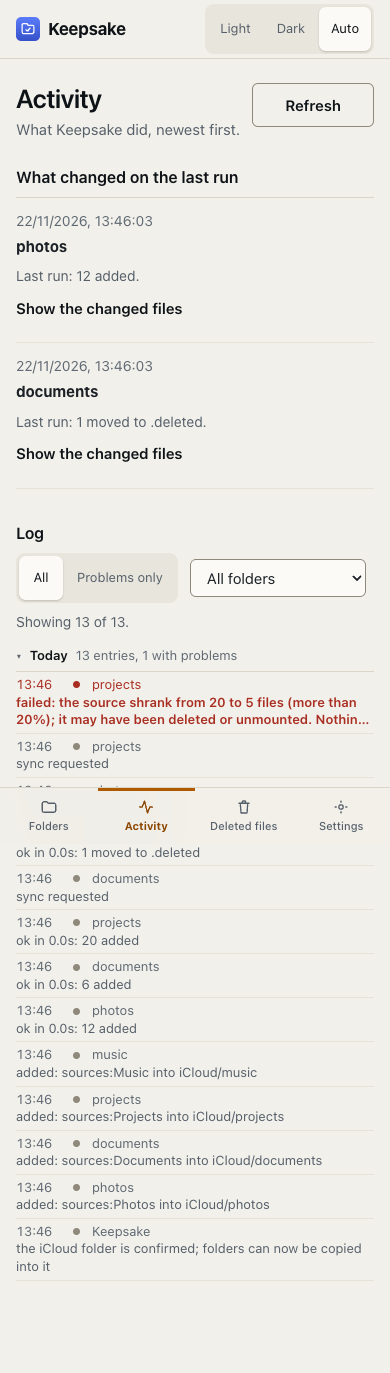 Keepsake
Light Dark Auto
Activity
Refresh
What Keepsake did, newest first.
What changed on the last run
22/11/2026, 13:46:03
photos
Last run: 12 added.
Show the changed files
22/11/2026, 13:46:03
documents
Last run: 1 moved to .deleted.
Show the changed files
Log
All Problems only All folders
Showing 13 of 13.
Today 13 entries, 1 with problems
13:46 projects
failed: the source shrank from 20 to 5 files (more than
20%); it may have been deleted or unmounted. Nothin...
13:46 projects
sync requested
Folders Activity Deleted files Settings
ok in 0.0s: 1 moved to .deleted
13:46 documents
sync requested
13:46 projects
ok in 0.0s: 20 added
13:46 documents
ok in 0.0s: 6 added
13:46 photos
ok in 0.0s: 12 added
13:46 music
added: sources:Music into iCloud/music
13:46 projects
added: sources:Projects into iCloud/projects
13:46 documents
added: sources:Documents into iCloud/documents
13:46 photos
added: sources:Photos into iCloud/photos
13:46 Keepsake
the iCloud folder is confirmed; folders can now be copied
into it